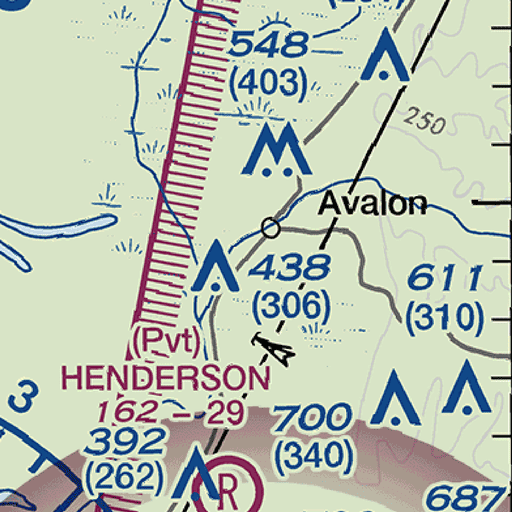 548
(403)
250
Avalon
438
(306)
611
(310)
(Pvt)
HENDERSON
162 - 29
3
700
(340)
392
(262)
R
687